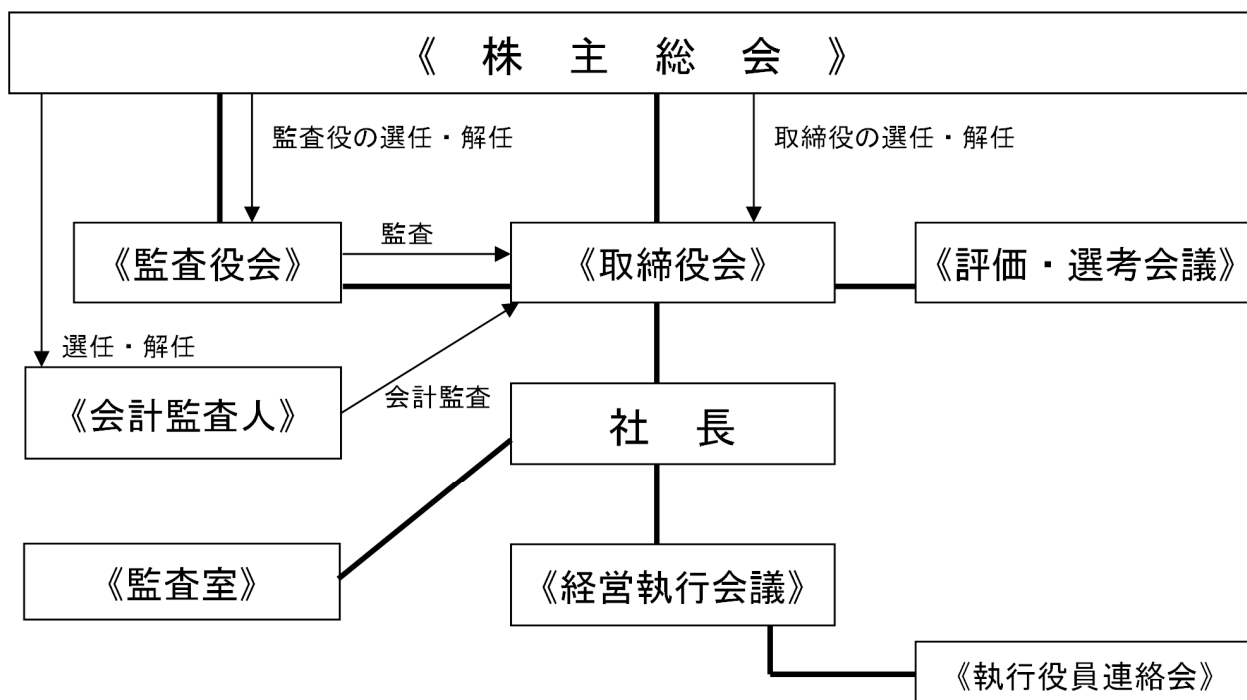 《　株　主　総　会　》
監査役の選任・解任
取締役の選任・解任
《監査役会》
監査
《取締役会》
《評価・選考会議》
選任・解任
《会計監査人》
会計監査
社　長
《監査室》
《経営執行会議》
《執行役員連絡会》